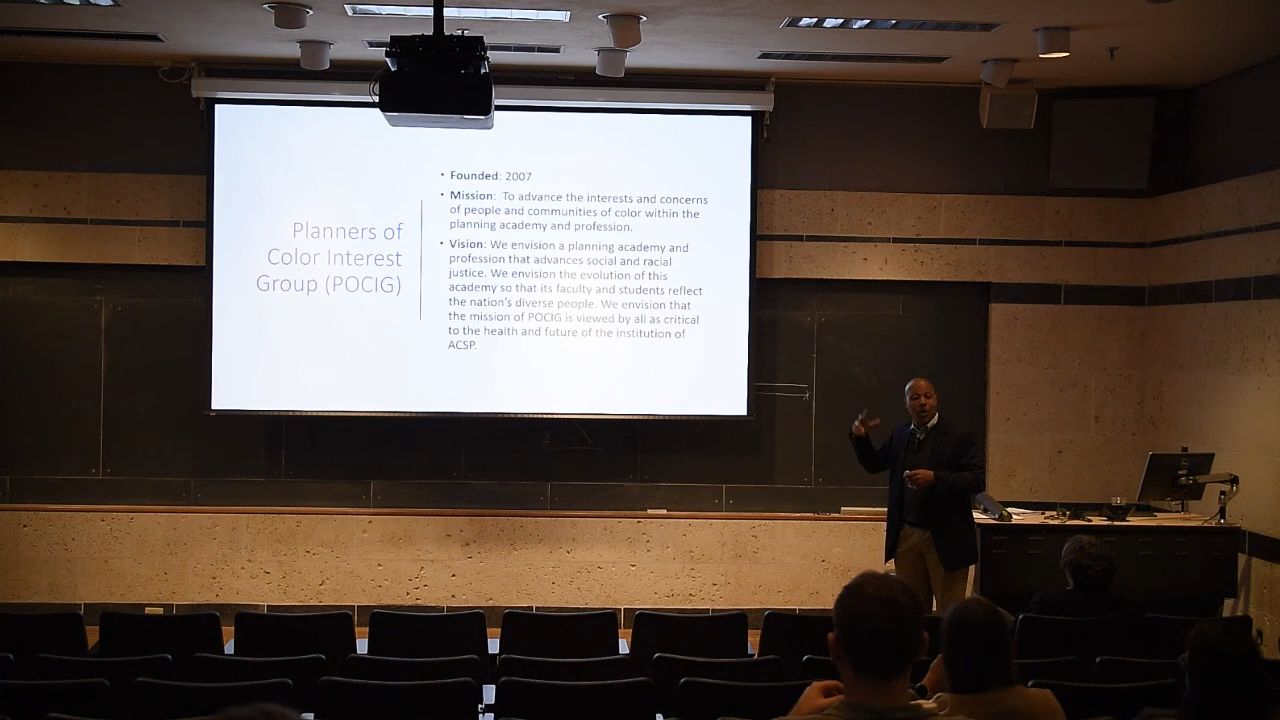 Planners of
Color Interest
Group (POCIG)
• Founded: 2007
• Mission: To advance the interests and concerns
of people and communities of color within the
planning academy and profession.
• Vision: We envision a planning academy and
profession that advances social and racial
justice. We envision the evolution of this
academy so that its faculty and students reflect
the nation's diverse people. We envision that
the mission of POCIG is viewed by all as critical
to the health and future of the institution of
ACSP.